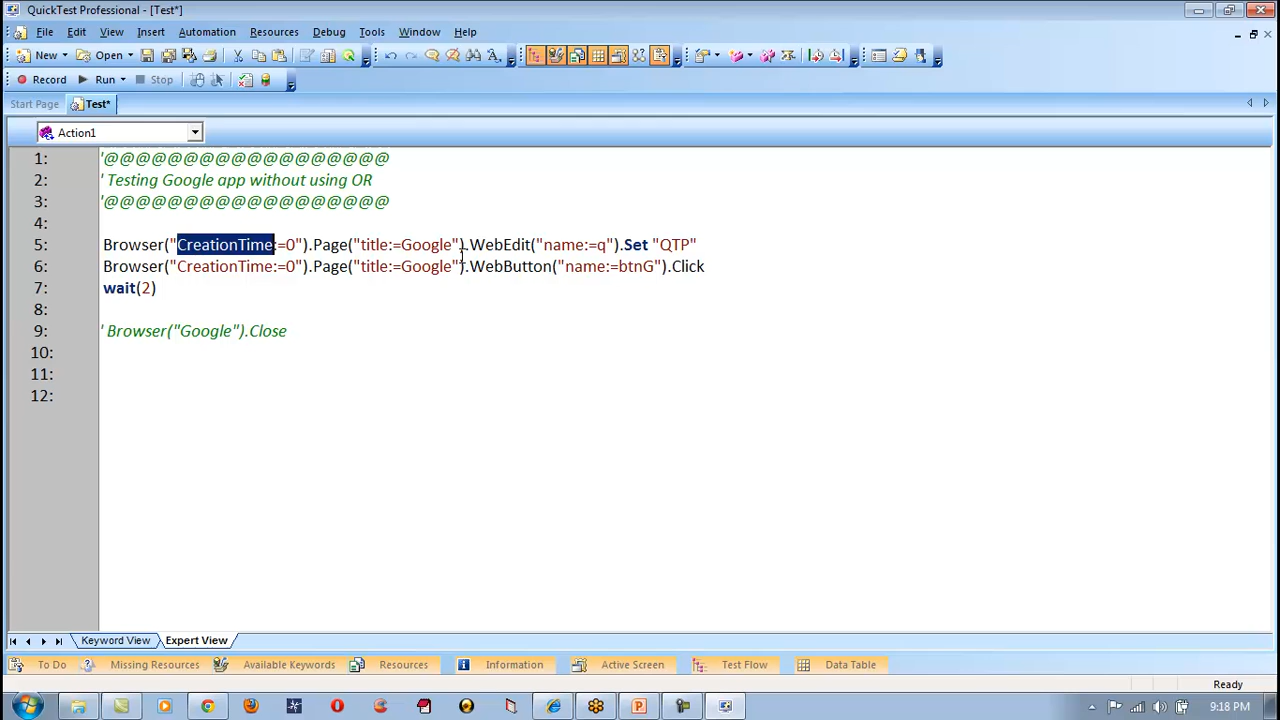 QuickTest Professional - [Test*]
File Edit View Insert Automation Resources Debug Tools Window Help
New Open
Record Run Stop
Start Page Test*
Action1
1: '@@@@@@@@@@@@@@@@@@
2: ' Testing Google app without using OR
3: '@@@@@@@@@@@@@@@@@@
4:
5: Browser("CreationTime:=0").Page("title:=Google").WebEdit("name:=q").Set "QTP"
6: Browser("CreationTime:=0").Page("title:=Google").WebButton("name:=btnG").Click
7: wait(2)
8:
9: ' Browser("Google").Close
10:
11:
12:
Keyword View Expert View
To Do Missing Resources Available Keywords Resources Information Active Screen Test Flow Data Table
Ready
9:18 PM